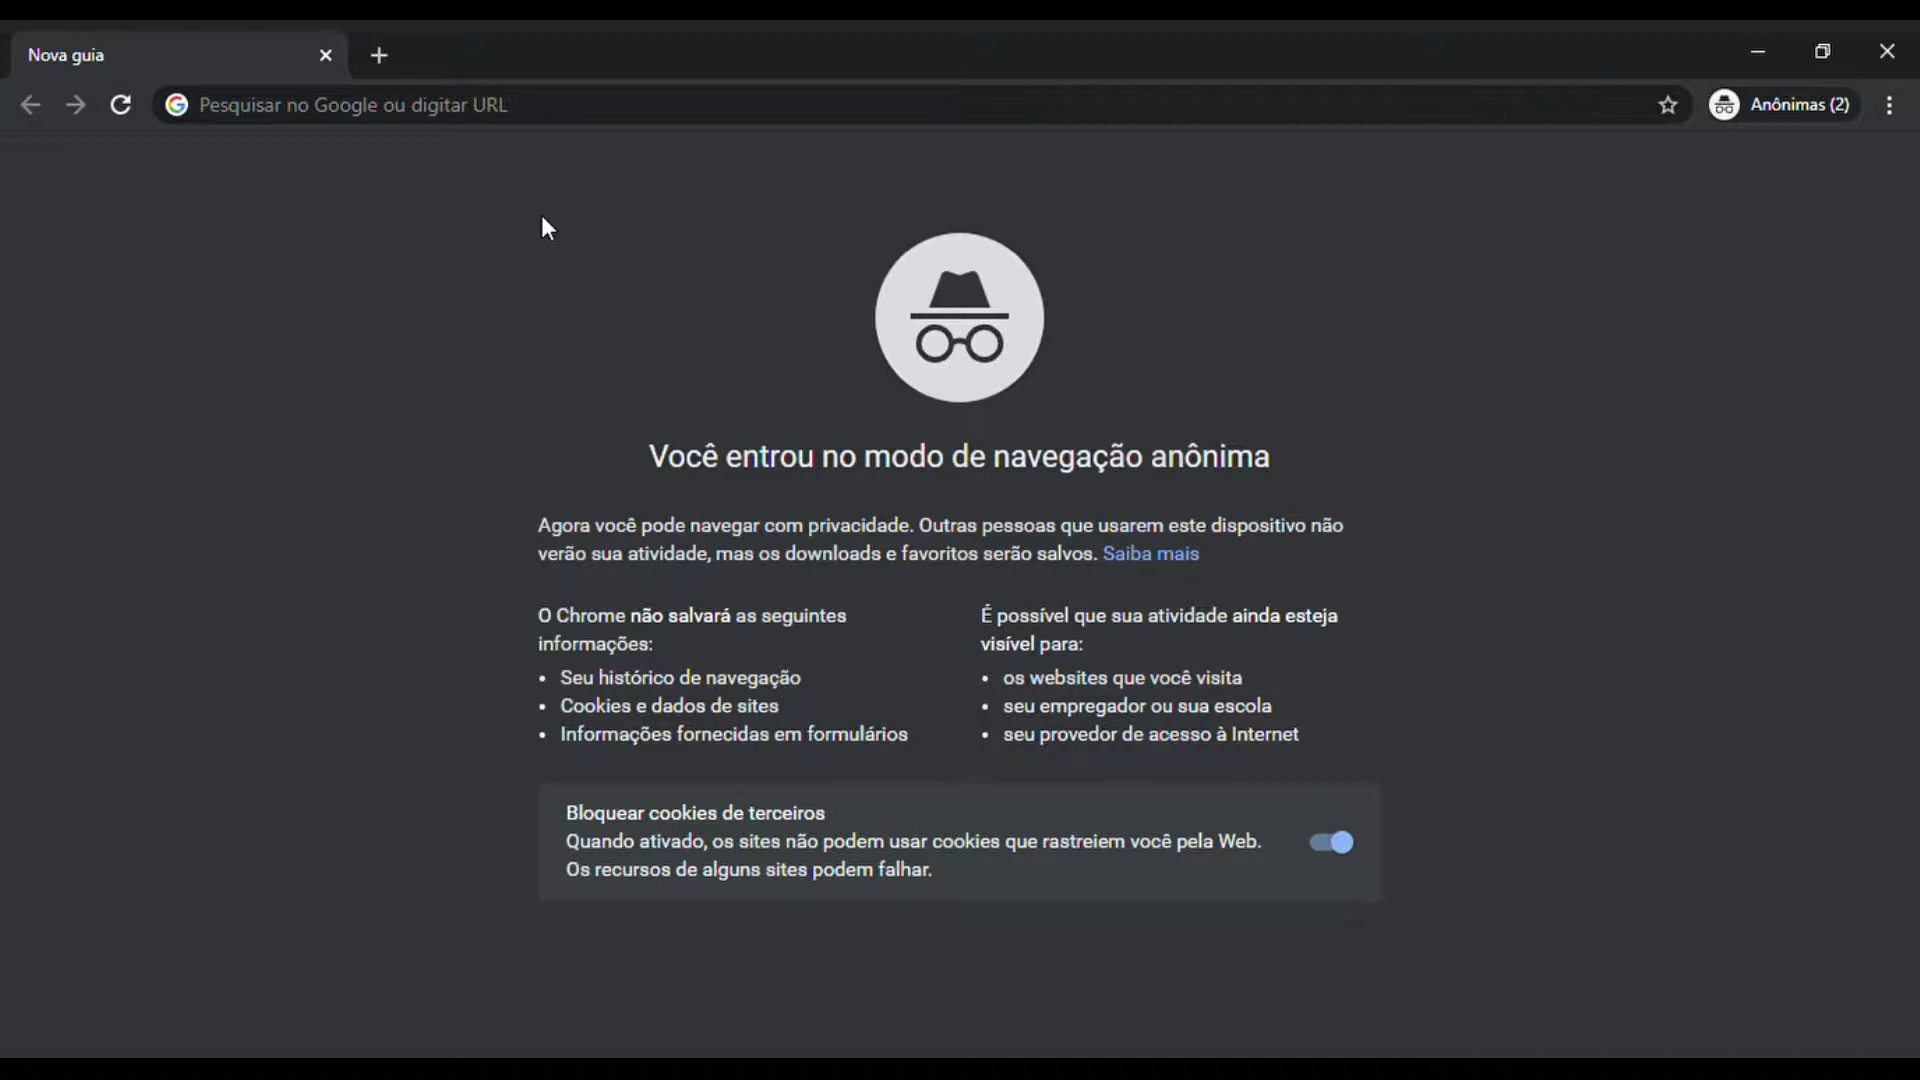 Nova guia
Pesquisar no Google ou digitar URL
Anônimas (2)
Você entrou no modo de navegação anônima
Agora você pode navegar com privacidade. Outras pessoas que usarem este dispositivo não
verão sua atividade, mas os downloads e favoritos serão salvos. Saiba mais
O Chrome não salvará as seguintes
informações:
• Seu histórico de navegação
• Cookies e dados de sites
• Informações fornecidas em formulários
É possível que sua atividade ainda esteja
visível para:
• os websites que você visita
• seu empregador ou sua escola
• seu provedor de acesso à Internet
Bloquear cookies de terceiros
Quando ativado, os sites não podem usar cookies que rastreiem você pela Web.
Os recursos de alguns sites podem falhar.